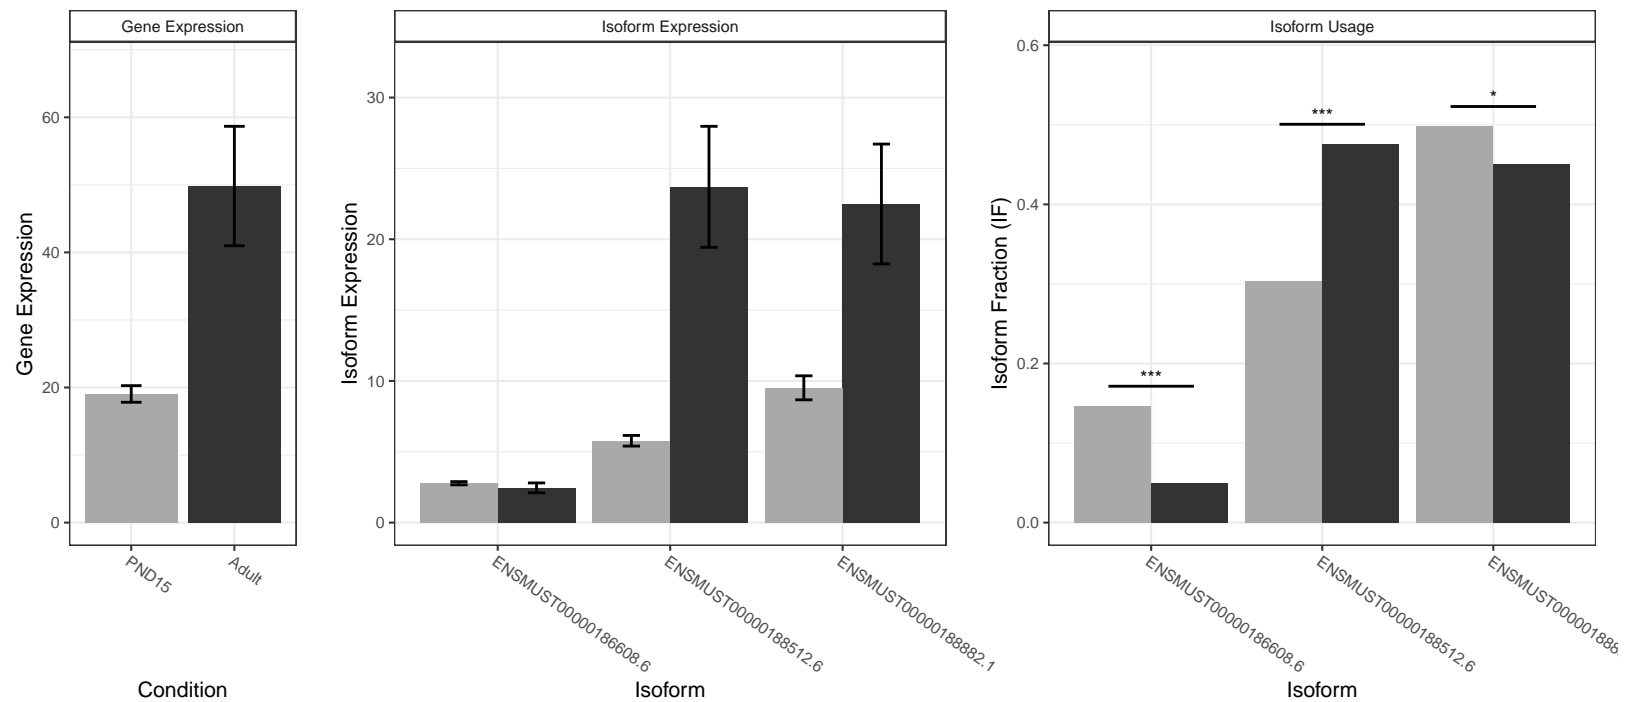 Gene Expression
Gene Expression
60
40
20
0
PND15
Adult
Condition
Isoform Expression
Isoform Expression
30
20
10
0
ENSMUST00000186608.6
ENSMUST00000188512.6
ENSMUST00000188882.1
Isoform
Isoform Usage
Isoform Fraction (IF)
0.6
0.4
0.2
0.0
***
***
*
ENSMUST00000186608.6
ENSMUST00000188512.6
ENSMUST00000188
Isoform